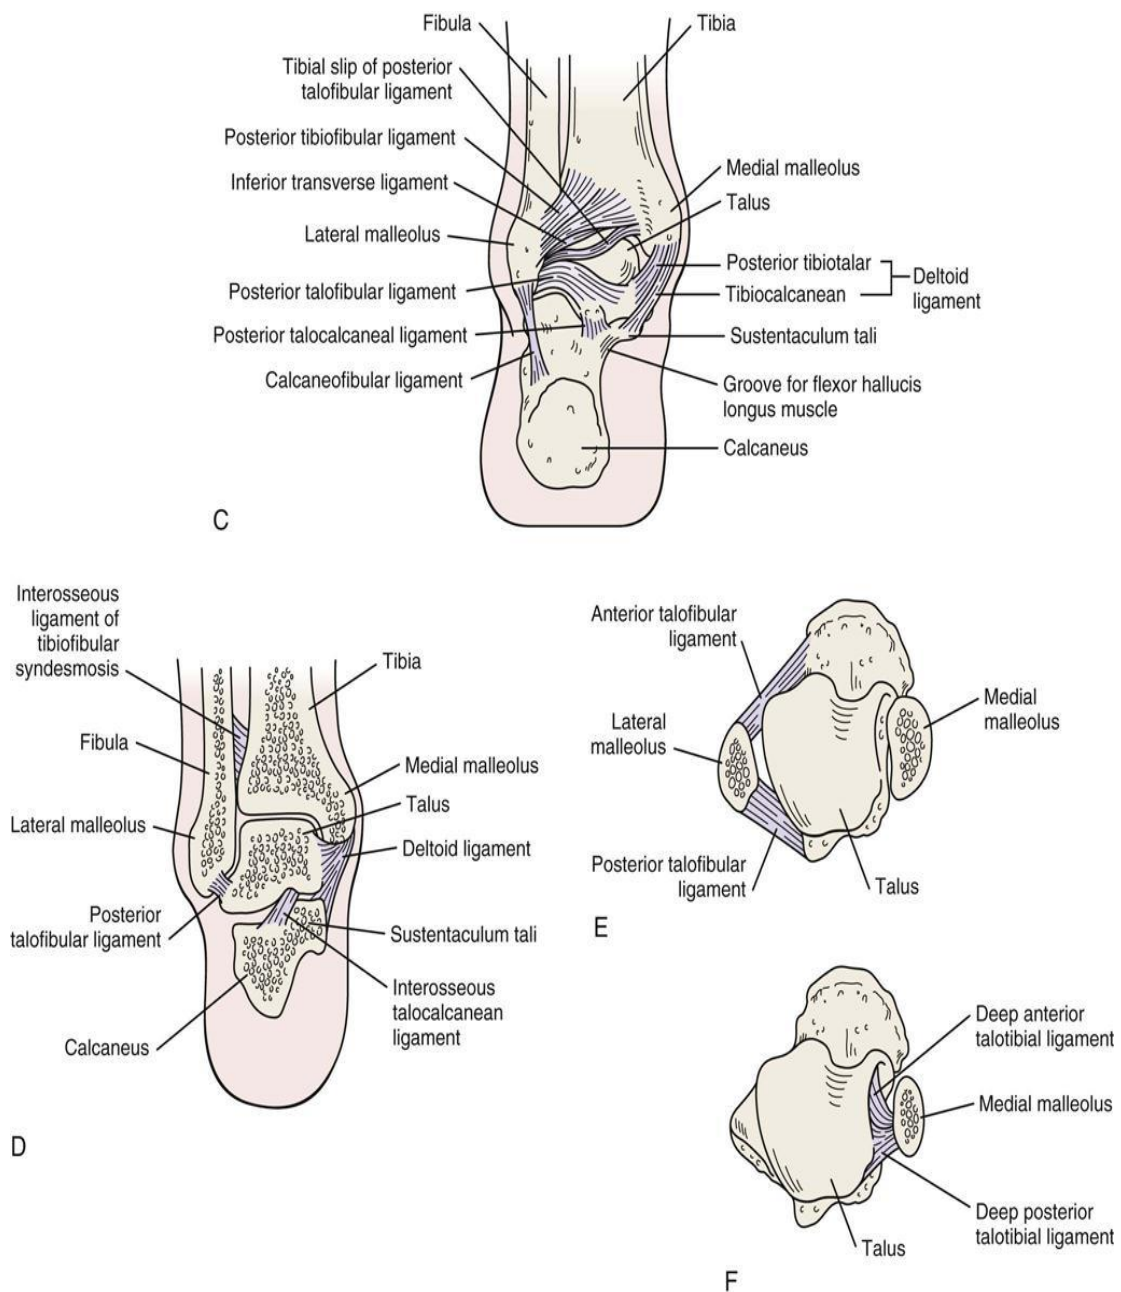 Fibula
Tibia
Tibial slip of posterior
talofibular ligament
Posterior tibiofibular ligament
Inferior transverse ligament
Lateral malleolus
Posterior talofibular ligament
Posterior talocalcaneal ligament
Calcaneofibular ligament
Medial malleolus
Talus
Posterior tibiotalar
Tibiocalcanean
Deltoid
ligament
Sustentaculum tali
Groove for flexor hallucis
longus muscle
Calcaneus
C
Interosseous
ligament of
tibiofibular
syndesmosis
Fibula
Lateral malleolus
Posterior
talofibular ligament
Calcaneus
Tibia
Medial malleolus
Talus
Deltoid ligament
Sustentaculum tali
Interosseous
talocalcanean
ligament
D
Anterior talofibular
ligament
Lateral
malleolus
Posterior talofibular
ligament
Medial
malleolus
Talus
E
Deep anterior
talotibial ligament
Medial malleolus
Deep posterior
talotibial ligament
Talus
F